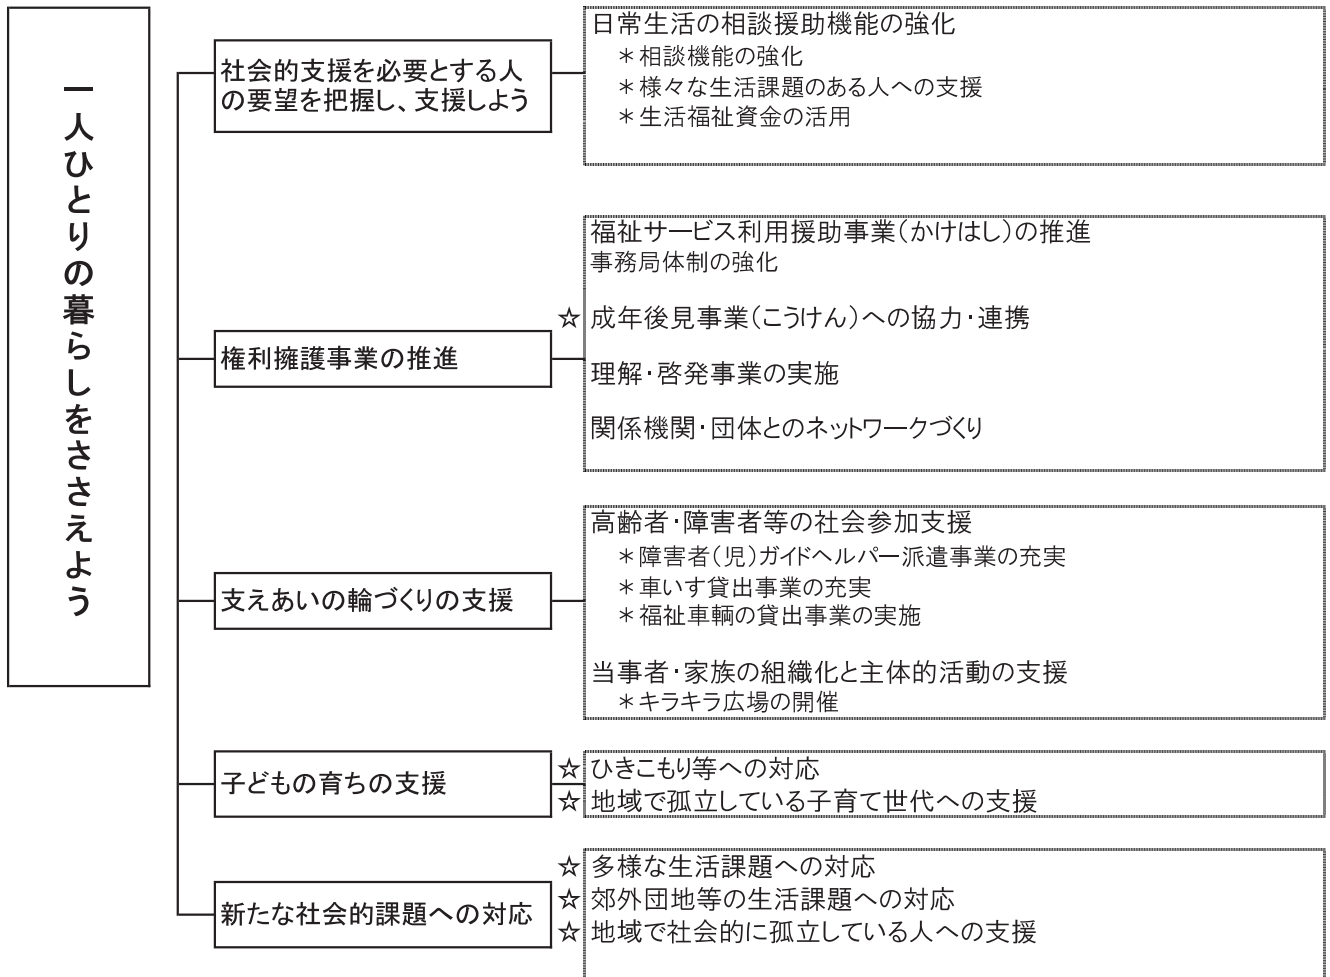 一人ひとりの暮らしをささえよう
社会的支援を必要とする人
の要望を把握し、支援しよう
日常生活の相談援助機能の強化
＊相談機能の強化
＊様々な生活課題のある人への支援
＊生活福祉資金の活用
権利擁護事業の推進
福祉サービス利用援助事業（かけはし）の推進
事務局体制の強化
☆ 成年後見事業（こうけん）への協力・連携
理解・啓発事業の実施
関係機関・団体とのネットワークづくり
支えあいの輪づくりの支援
高齢者・障害者等の社会参加支援
＊障害者（児）ガイドヘルパー派遣事業の充実
＊車いす貸出事業の充実
＊福祉車輌の貸出事業の実施
当事者・家族の組織化と主体的活動の支援
＊キラキラ広場の開催
子どもの育ちの支援
☆ ひきこもり等への対応
☆ 地域で孤立している子育て世代への支援
新たな社会的課題への対応
☆ 多様な生活課題への対応
☆ 郊外団地等の生活課題への対応
☆ 地域で社会的に孤立している人への支援